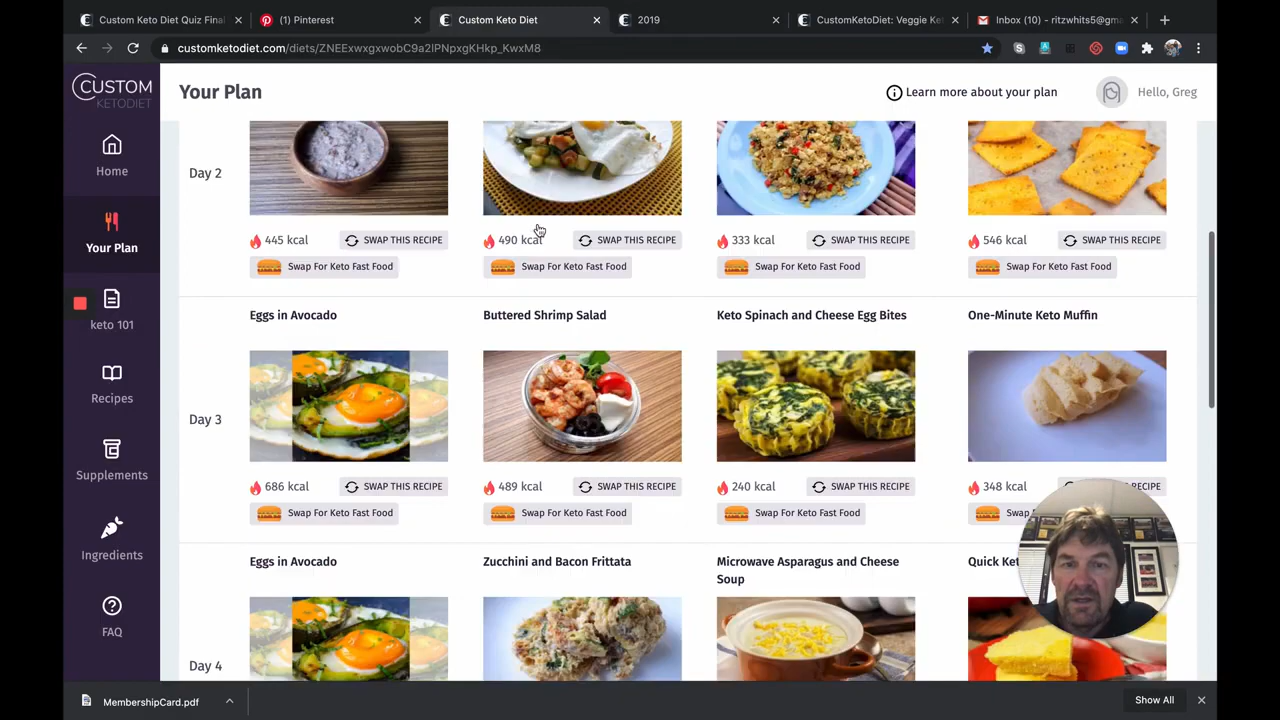 Custom Keto Diet Quiz Final
(1) Pinterest
Custom Keto Diet
2019
CustomKetoDiet: Veggie Ke
Inbox (10) - ritzwhits5@gm
customketodiet.com/diets/ZNEExwxgxwobC9a2lPNpxgKHkp_KwxM8
CUSTOM
KETODIET
Your Plan
Learn more about your plan
Hello, Greg
Home
Your Plan
keto 101
Recipes
Supplements
Ingredients
FAQ
Day 2
445 kcal SWAP THIS RECIPE
490 kcal SWAP THIS RECIPE
333 kcal SWAP THIS RECIPE
546 kcal SWAP THIS RECIPE
Swap For Keto Fast Food
Swap For Keto Fast Food
Swap For Keto Fast Food
Swap For Keto Fast Food
Eggs in Avocado
Buttered Shrimp Salad
Keto Spinach and Cheese Egg Bites
One-Minute Keto Muffin
Day 3
686 kcal SWAP THIS RECIPE
489 kcal SWAP THIS RECIPE
240 kcal SWAP THIS RECIPE
348 kcal SWAP THIS RECIPE
Swap For Keto Fast Food
Swap For Keto Fast Food
Swap For Keto Fast Food
Swap
Eggs in Avocado
Zucchini and Bacon Frittata
Microwave Asparagus and Cheese
Soup
Quick Ket
Day 4
MembershipCard.pdf
Show All